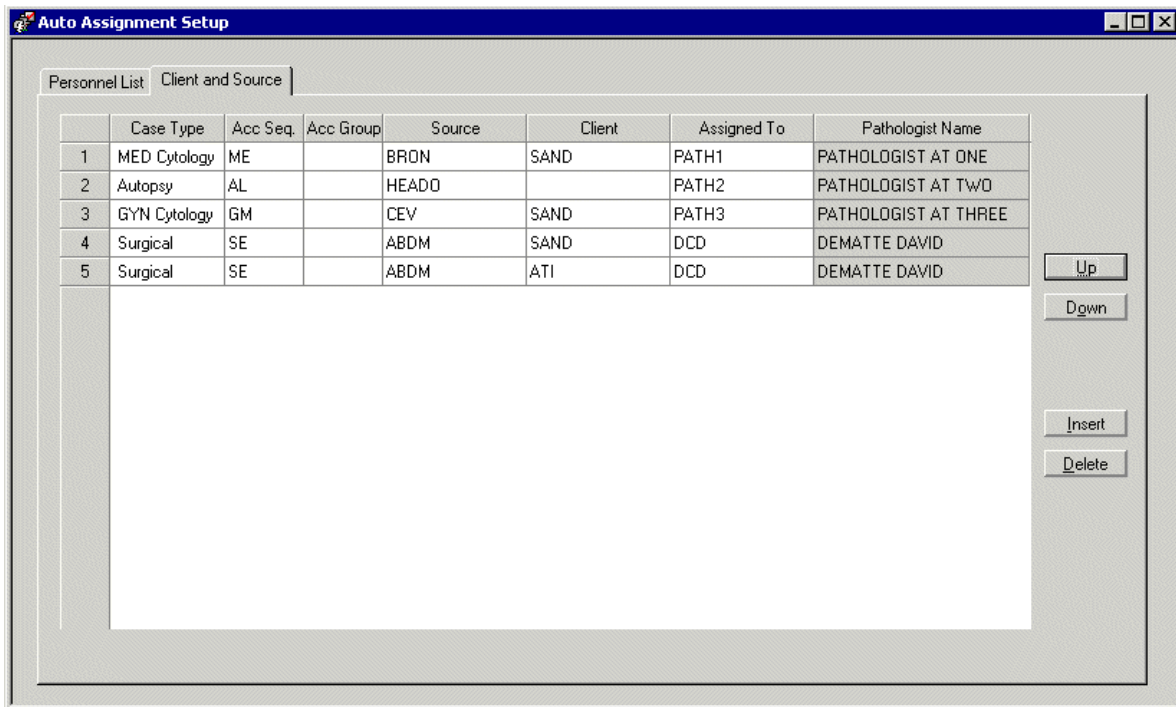 Auto Assignment Setup
Personnel List Client and Source
Case Type Acc Seq. Acc Group Source Client Assigned To Pathologist Name
1 MED Cytology ME BRON SAND PATH1 PATHOLOGIST AT ONE
2 Autopsy AL HEADO PATH2 PATHOLOGIST AT TWO
3 GYN Cytology GM CEV SAND PATH3 PATHOLOGIST AT THREE
4 Surgical SE ABDM SAND DCD DEMATTE DAVID
5 Surgical SE ABDM ATI DCD DEMATTE DAVID
Up
Down
Insert
Delete